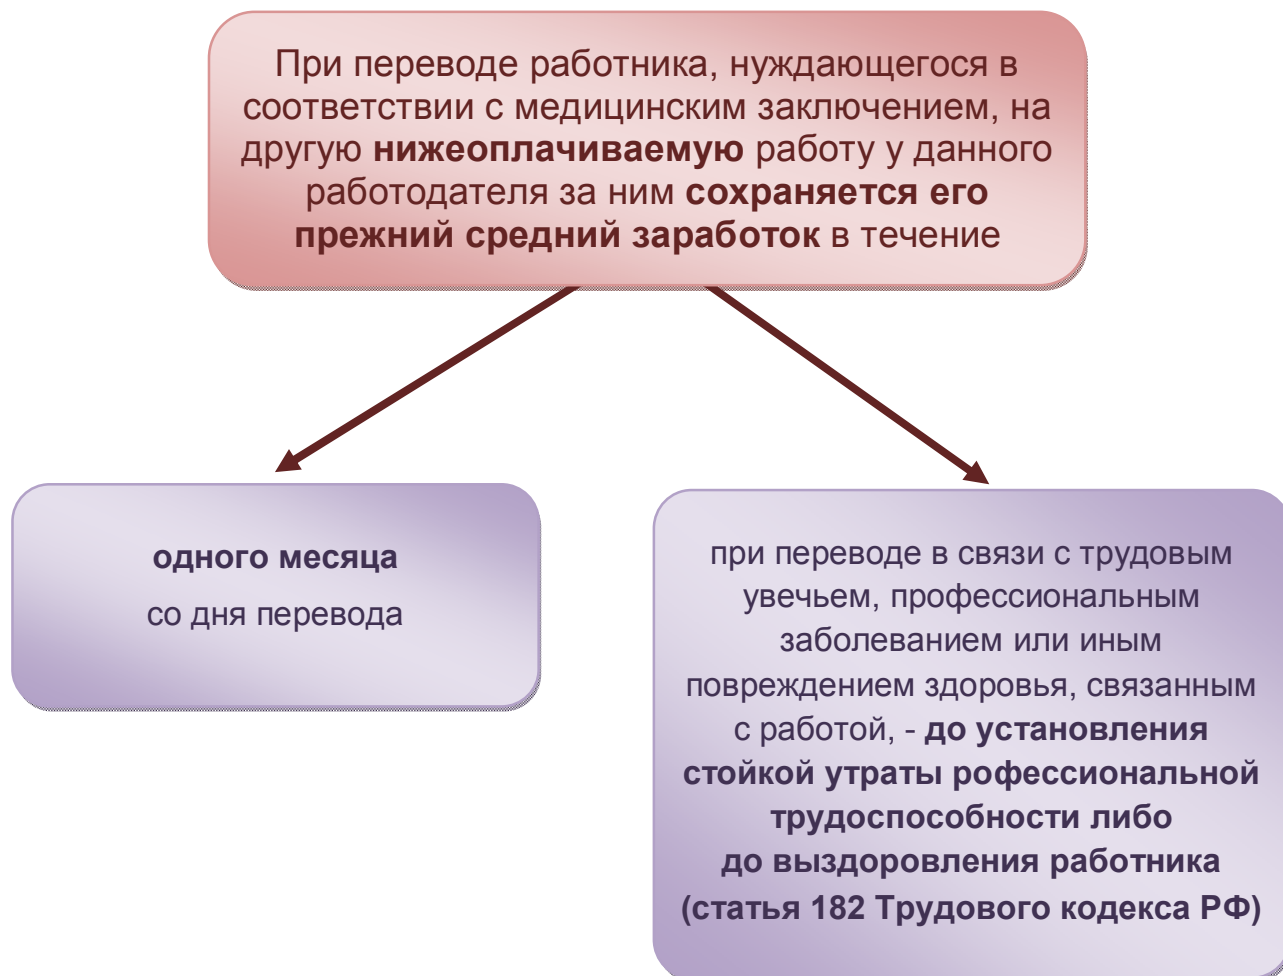 При переводе работника, нуждающегося в
соответствии с медицинским заключением, на
другую нижеоплачиваемую работу у данного
работодателя за ним сохраняется его
прежний средний заработок в течение
одного месяца
со дня перевода
при переводе в связи с трудовым
увечьем, профессиональным
заболеванием или иным
повреждением здоровья, связанным
с работой, - до установления
стойкой утраты рофессиональной
трудоспособности либо
до выздоровления работника
(статья 182 Трудового кодекса РФ)